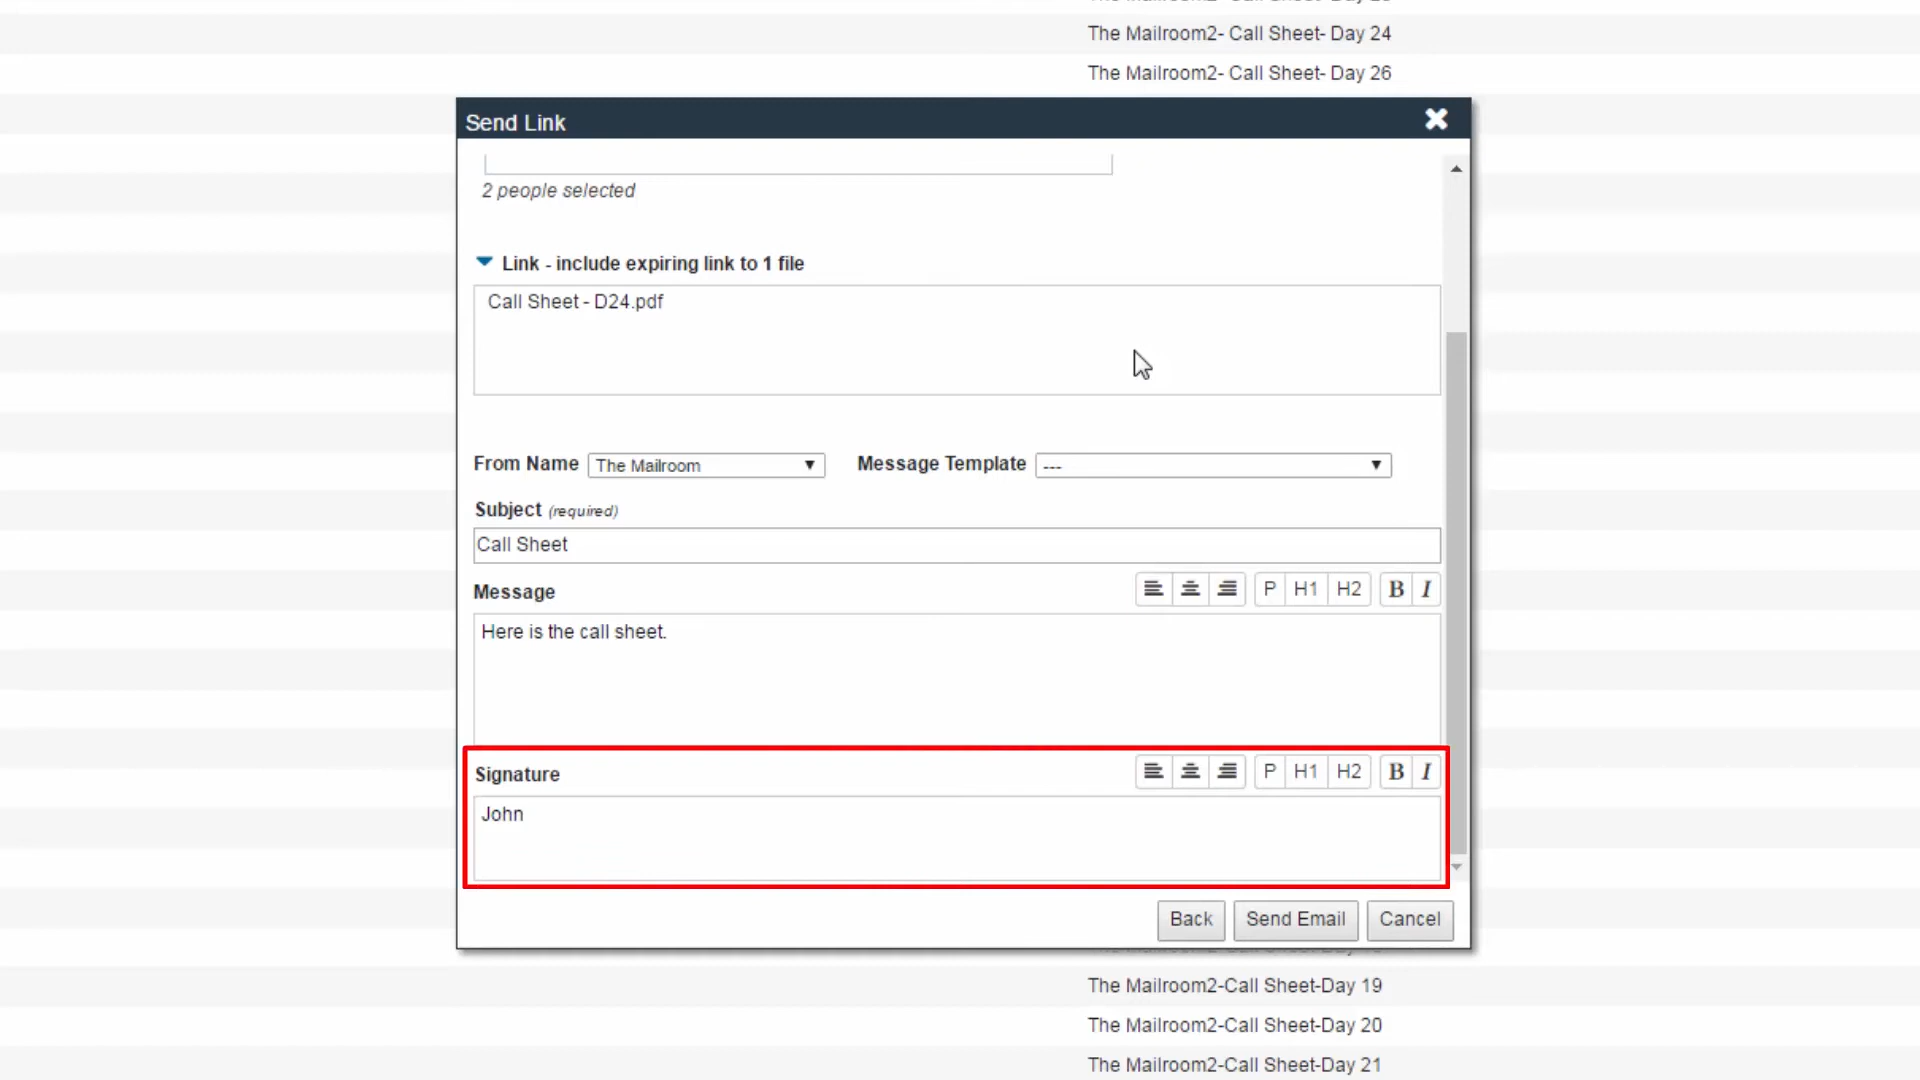 The Mailroom2- Call Sheet- Day 24
The Mailroom2- Call Sheet- Day 26
Send Link
2 people selected
Link - include expiring link to 1 file
Call Sheet - D24.pdf
From Name The Mailroom Message Template ---
Subject (required)
Call Sheet
Message P H1 H2 B I
Here is the call sheet.
Signature P H1 H2 B I
John
Back Send Email Cancel
The Mailroom2-Call Sheet-Day 19
The Mailroom2-Call Sheet-Day 20
The Mailroom2-Call Sheet-Day 21